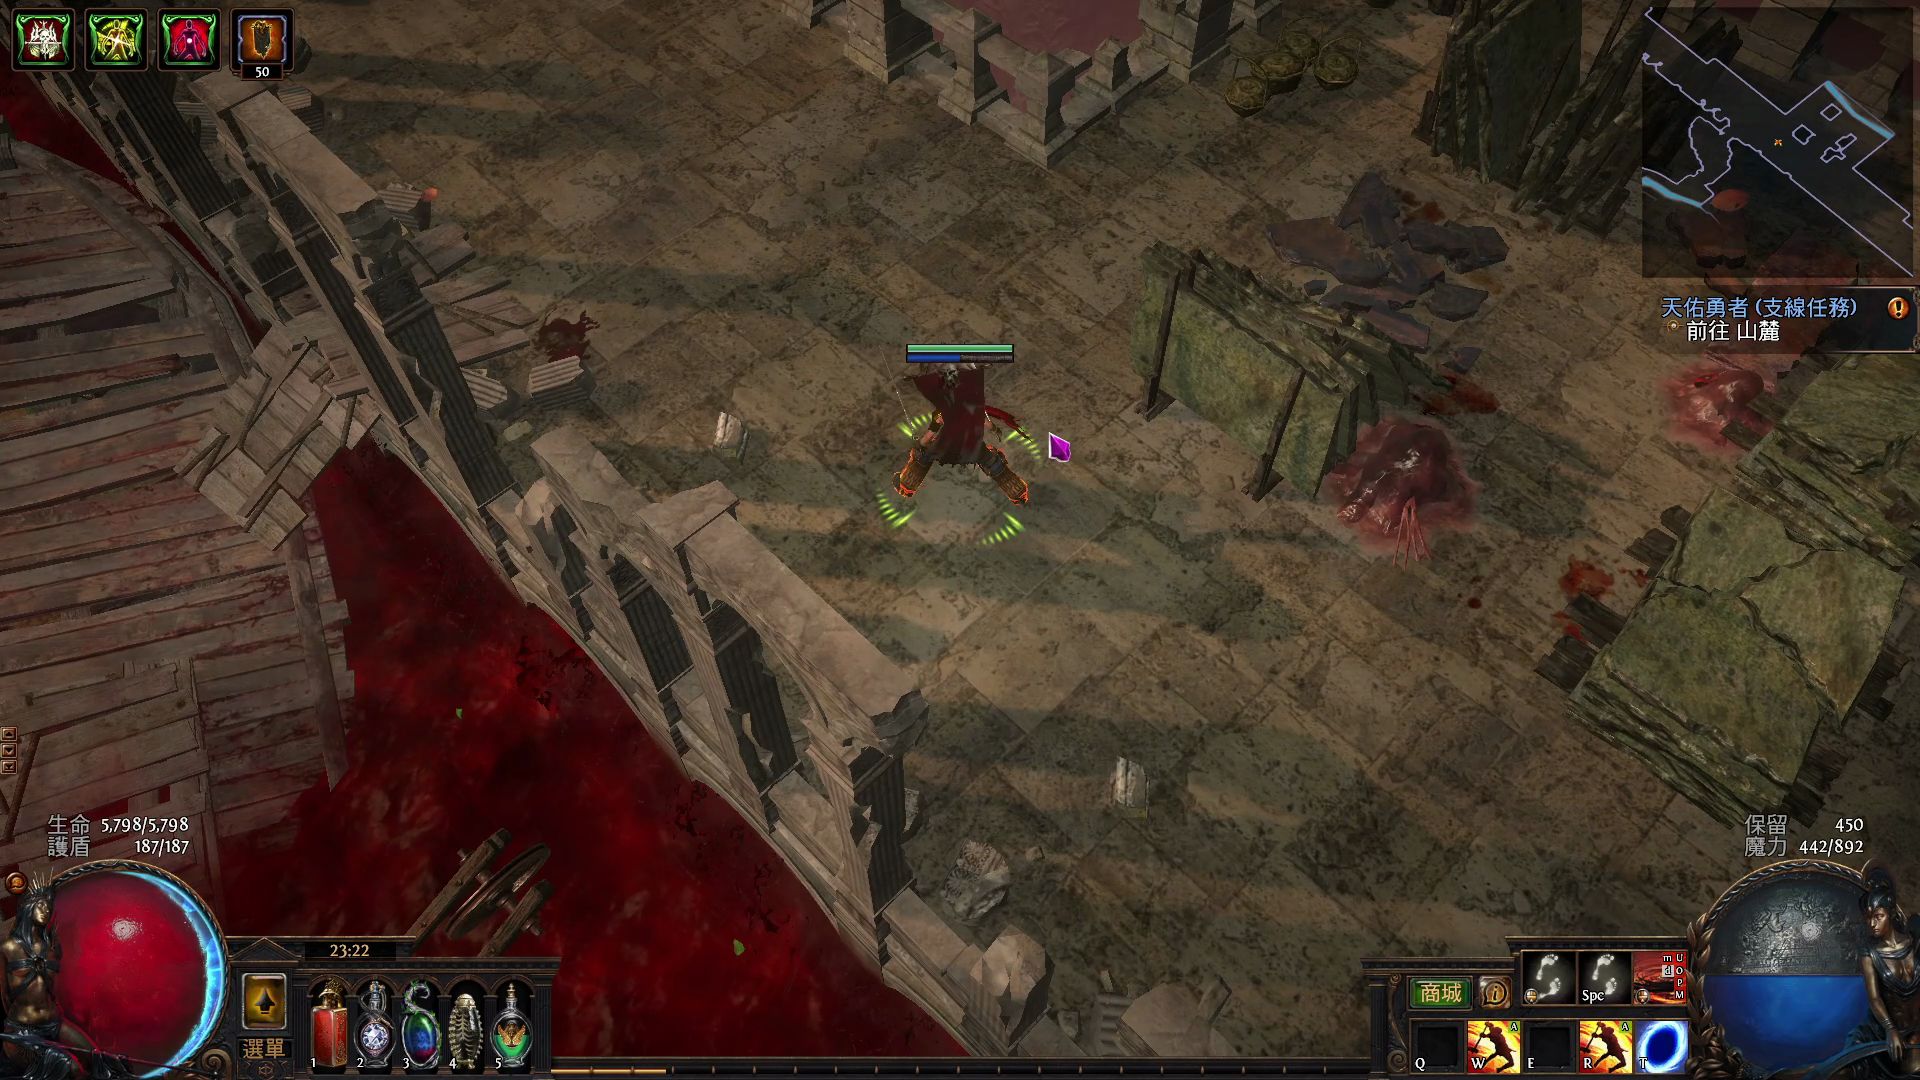 50
天佑勇者 (支線任務)
前往 山麓
生命 5,798/5,798
護盾 187/187
保留 450
魔力 442/892
23:22
選單
1 2 3 4 5
商城
Spc
m U
d O
P
M
Q W A E R A T